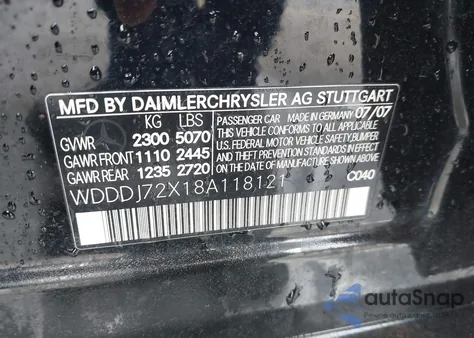 MFD BY DAIMLERCHRYSLER AG STUTTGART
KG LBS
GVWR 2300 5070
GAWR FRONT 1110 2445
GAWR REAR 1235 2720
PASSENGER CAR / MADE IN GERMANY 07/07
THIS VEHICLE CONFORMS TO ALL APPLICABLE
U.S. FEDERAL MOTOR VEHICLE SAFETY/BUMPER
AND THEFT PREVENTION STANDARDS IN EFFECT
ON THE DATE OF MANUFACTURE SHOWN ABOVE
WDDDJ72X18A118121
C040
autoSnap